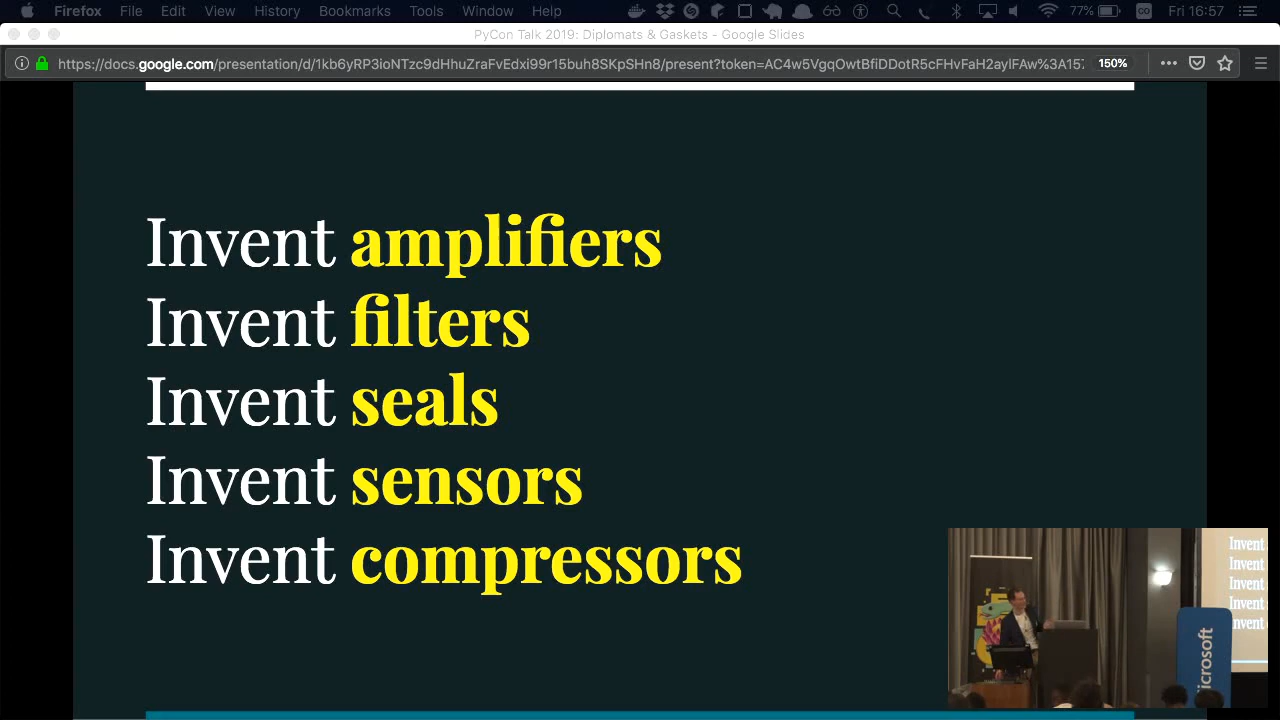 Firefox File Edit View History Bookmarks Tools Window Help 77% Fri 16:57
PyCon Talk 2019: Diplomats & Gaskets - Google Slides
https://docs.google.com/presentation/d/1kb6yRP3ioNTzc9dHhuZraFvEdxi99r15buh8SKpSHn8/present?token=AC4w5VgqOwtBfiDDotR5cFHvFaH2aylFAw%3A157 150%
Invent amplifiers
Invent filters
Invent seals
Invent sensors
Invent compressors
Invent
Invent
Invent
Invent
Invent
icrosoft